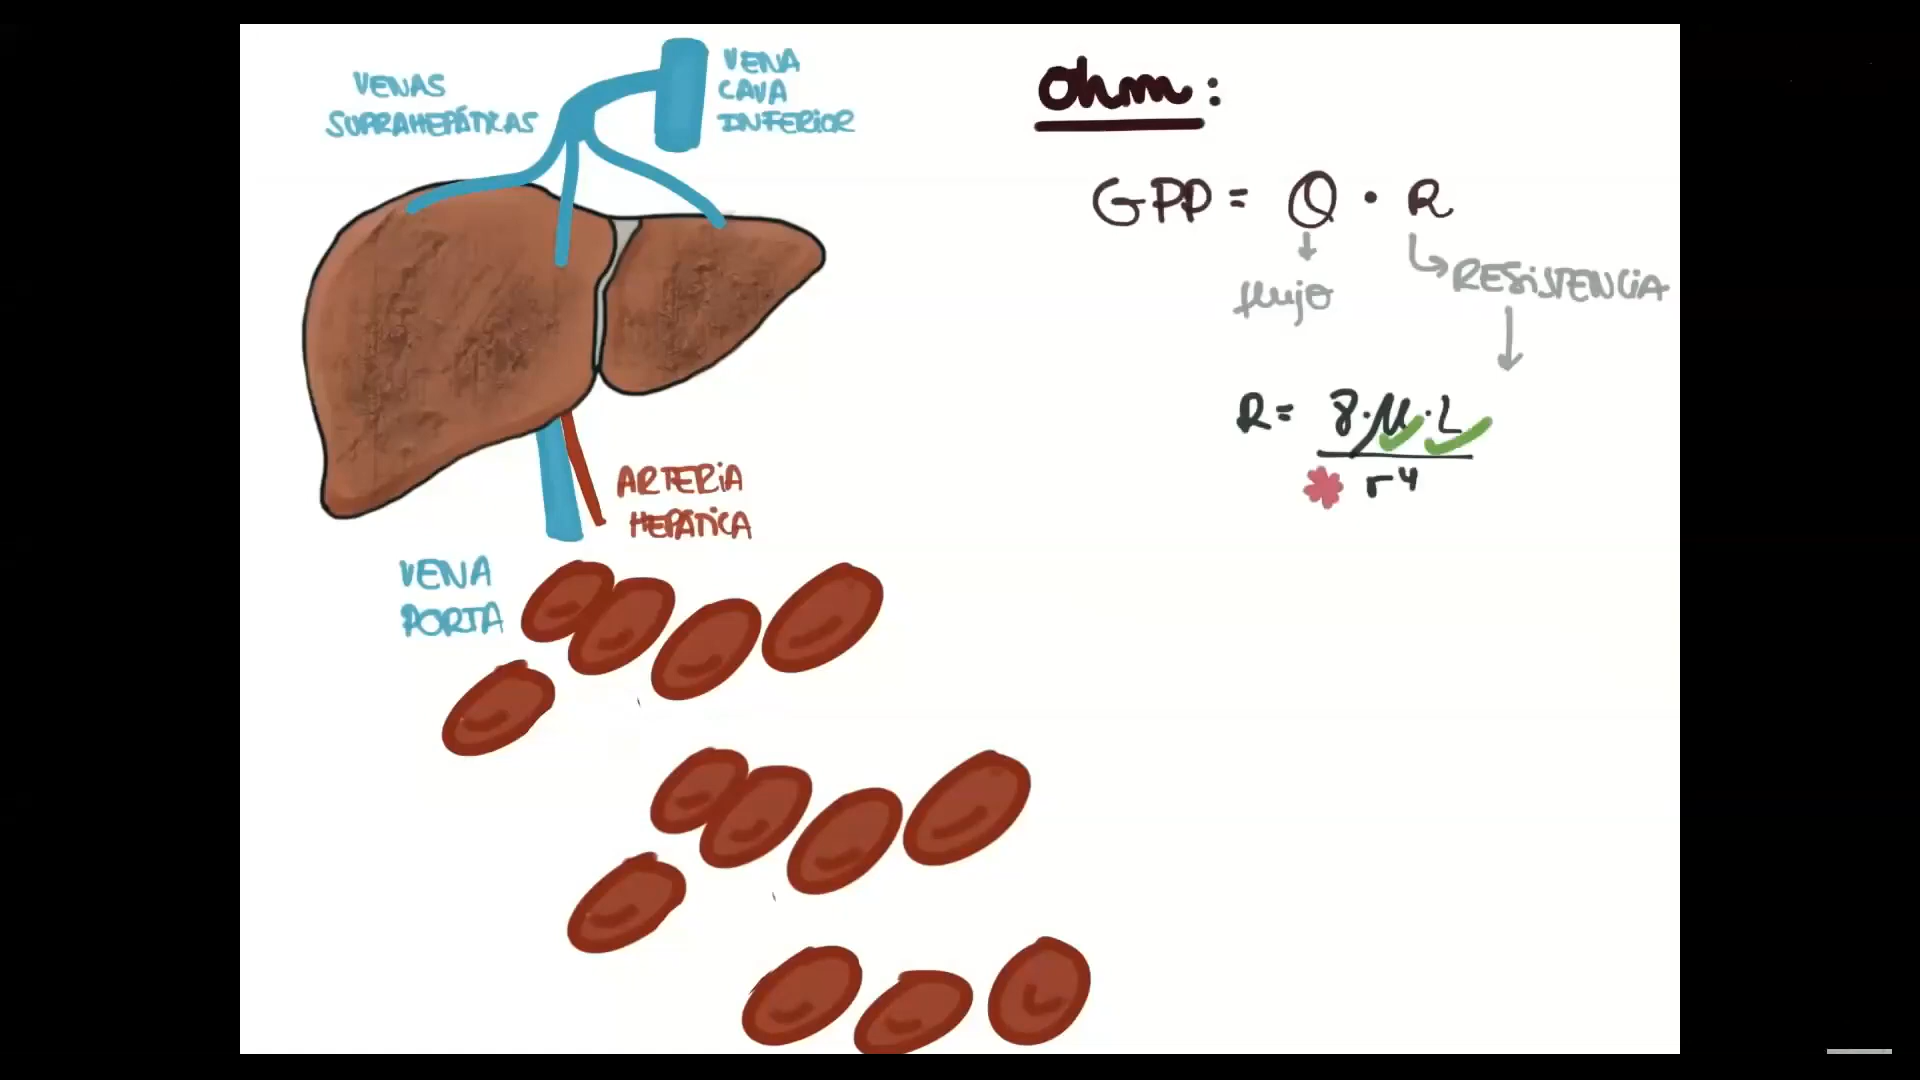 VENAS
SUPRAHEPÁTICAS
VENA
CAVA
INFERIOR
Ohm:
GPP = Q · R
flujo
RESISTENCIA
R = 8·μ·L
r⁴
ARTERIA
HEPÁTICA
VENA
PORTA